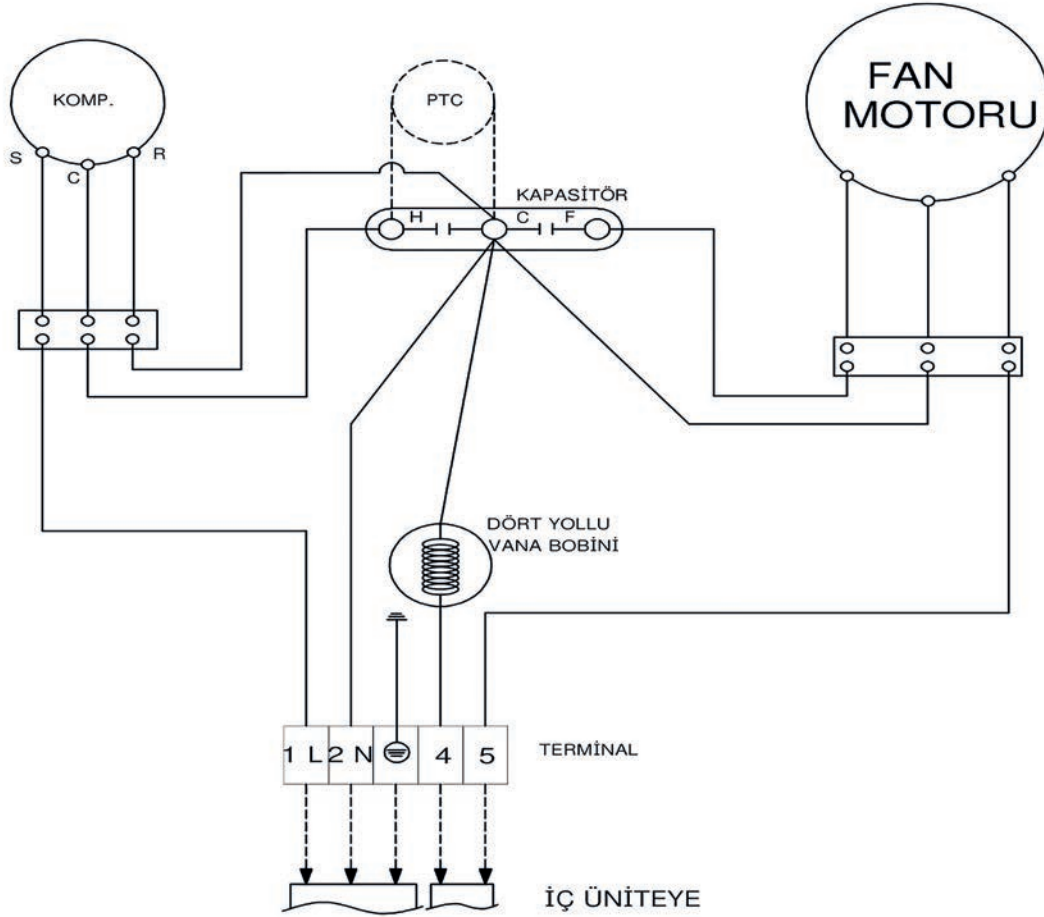 KOMP.
PTC
FAN
MOTORU
S
C
R
KAPASİTÖR
H
C
F
DÖRT YOLLU
VANA BOBİNİ
1 L
2 N
4
5
TERMİNAL
İÇ ÜNİTEYE